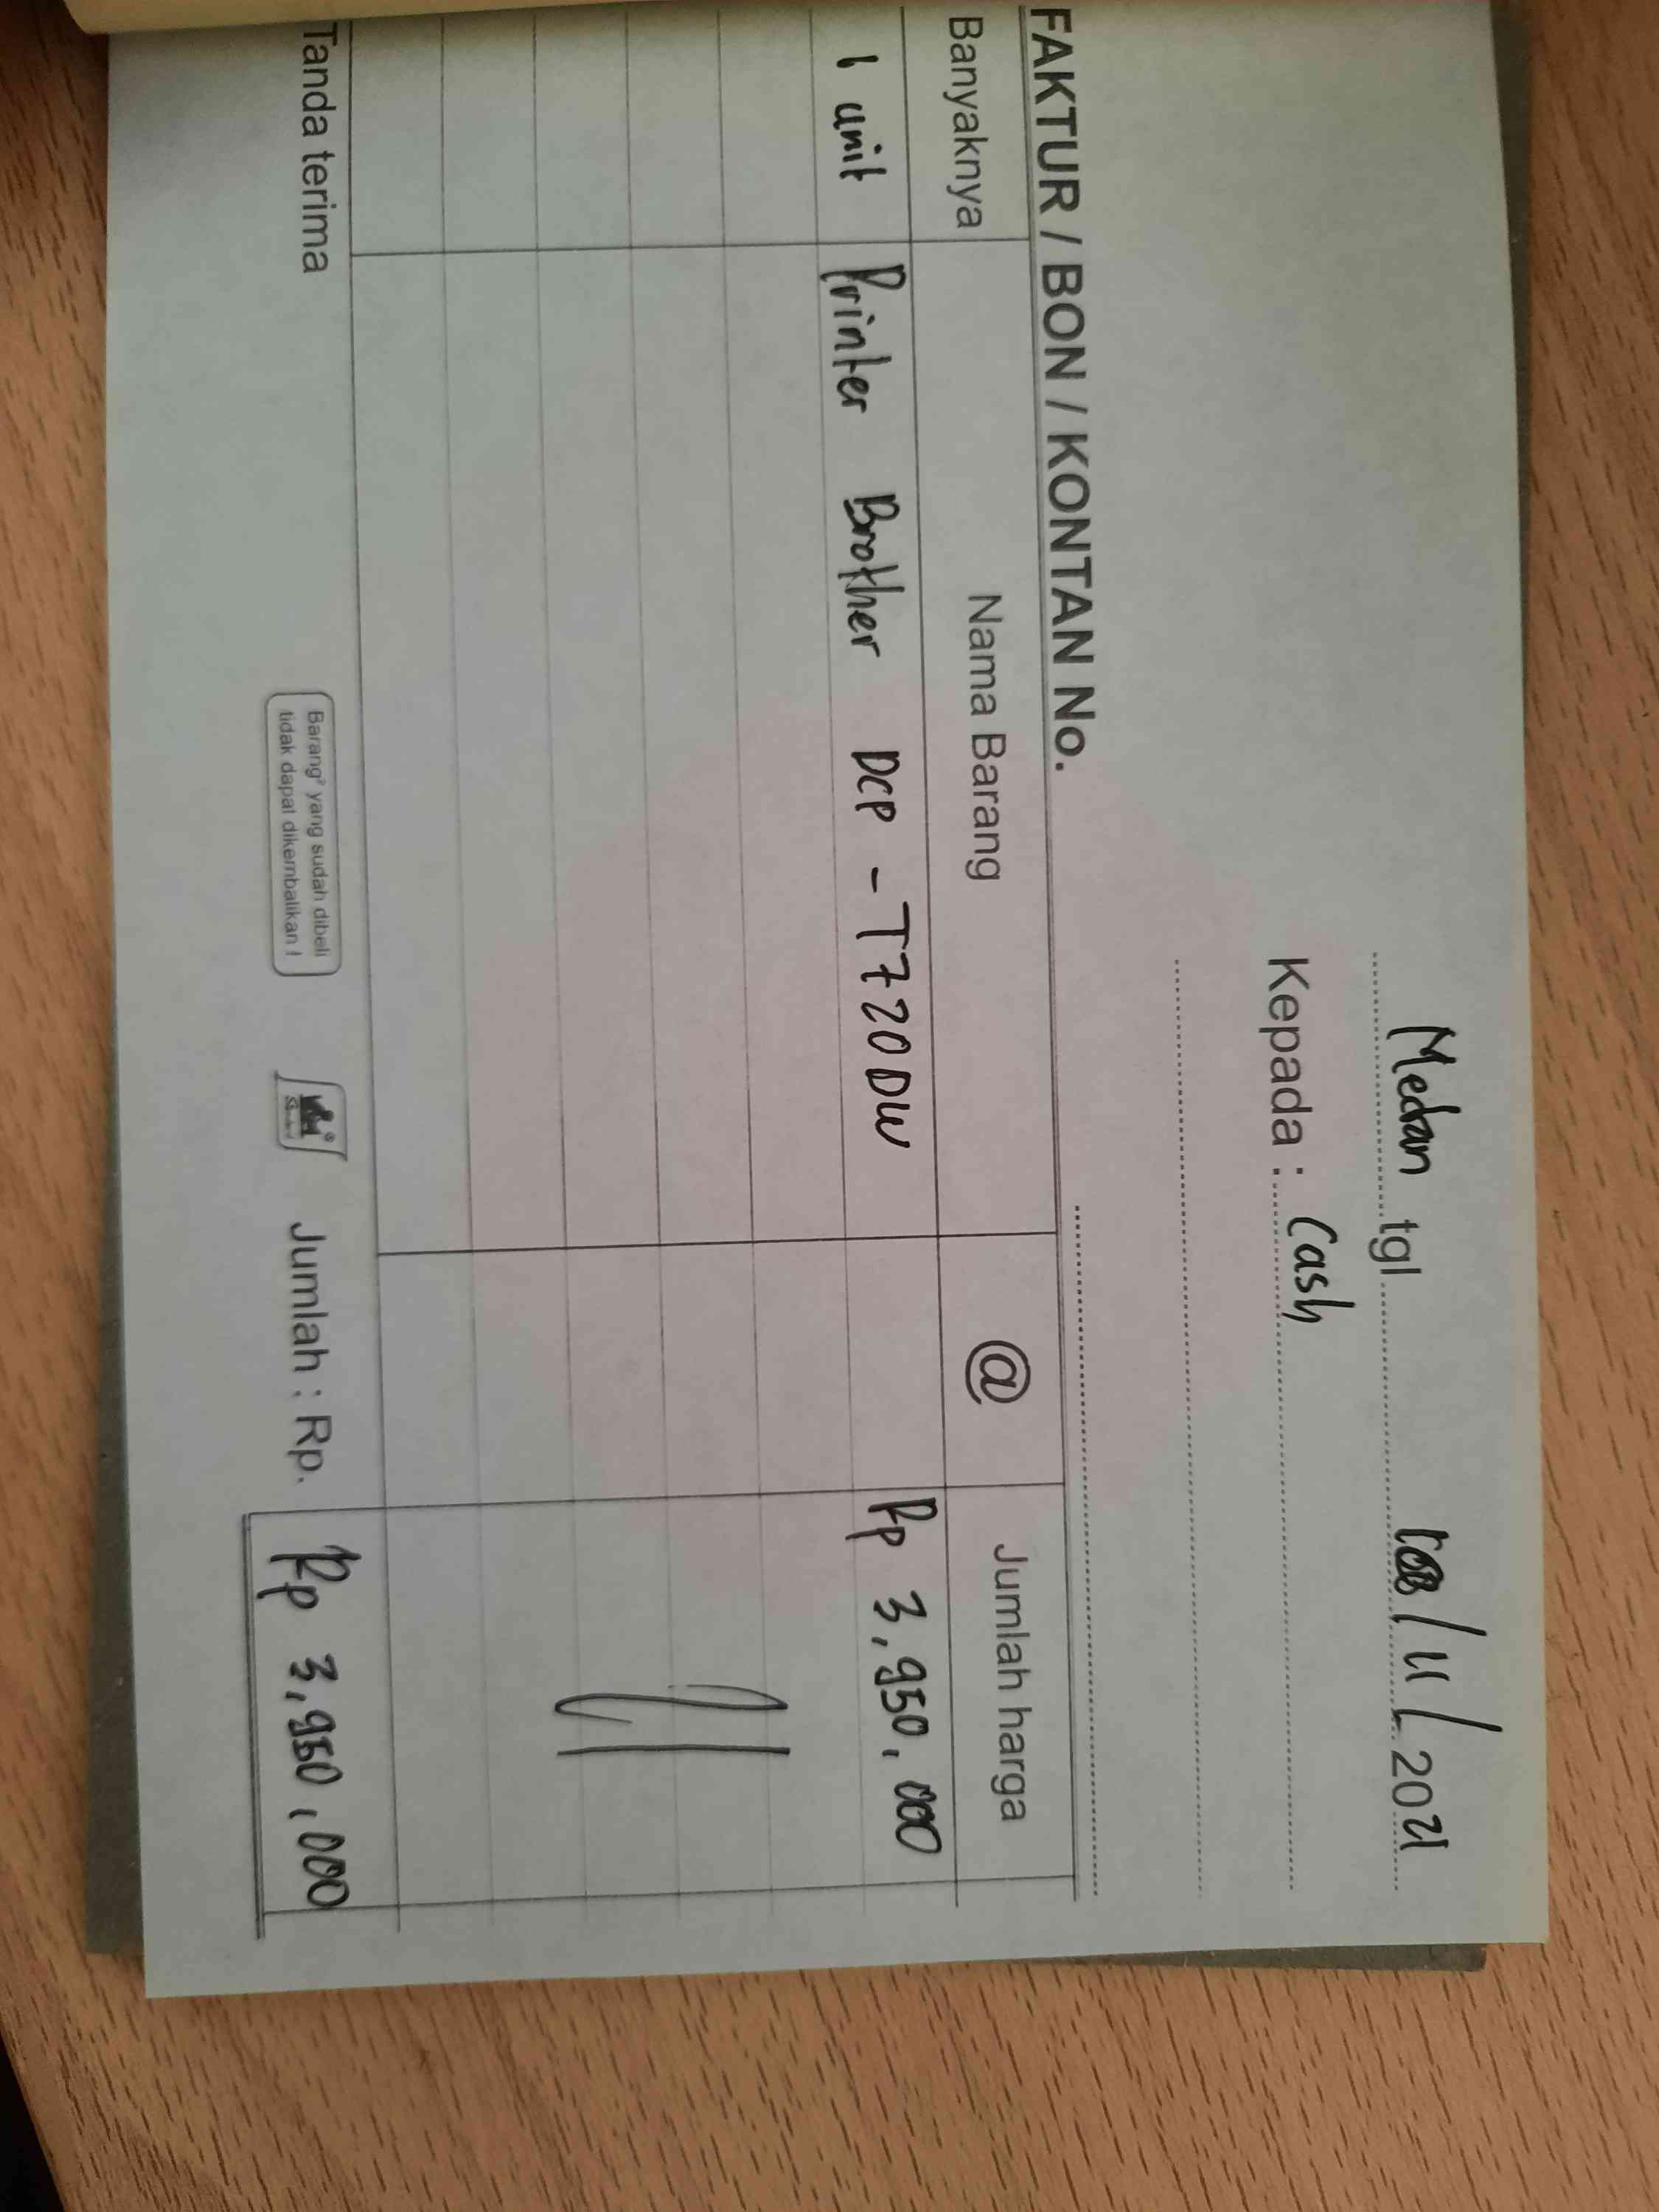 Medan tgl / 11 / 2021
Kepada : Cash
FAKTUR / BON / KONTAN No.
Banyaknya Nama Barang @ Jumlah harga
1 unit Printer Brother DCP - T720DW Rp 3,950,000
Tanda terima
Barang² yang sudah dibeli
tidak dapat dikembalikan !
Jumlah : Rp. Rp 3,950,000